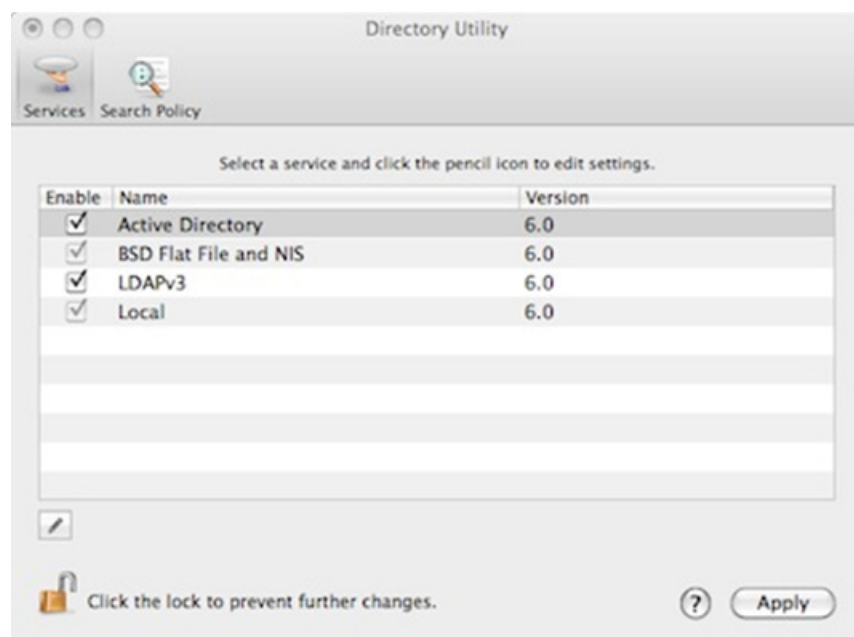 Directory Utility
Services Search Policy
Select a service and click the pencil icon to edit settings.
Enable Name Version
Active Directory 6.0
BSD Flat File and NIS 6.0
LDAPv3 6.0
Local 6.0
Click the lock to prevent further changes.
? Apply